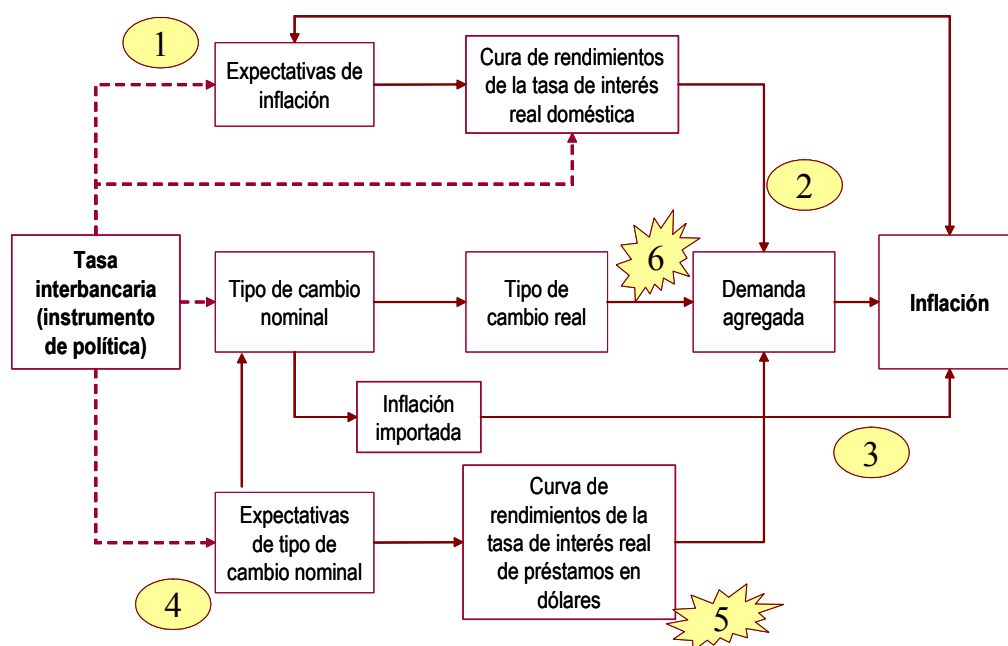 1
Expectativas de
inflación
Cura de rendimientos
de la tasa de interés
real doméstica
2
Tasa
interbancaria
(instrumento
de política)
Tipo de cambio
nominal
Tipo de
cambio real
6
Demanda
agregada
Inflación
Inflación
importada
3
Expectativas
de tipo de
cambio nominal
Curva de
rendimientos de la
tasa de interés real
de préstamos en
dólares
4
5